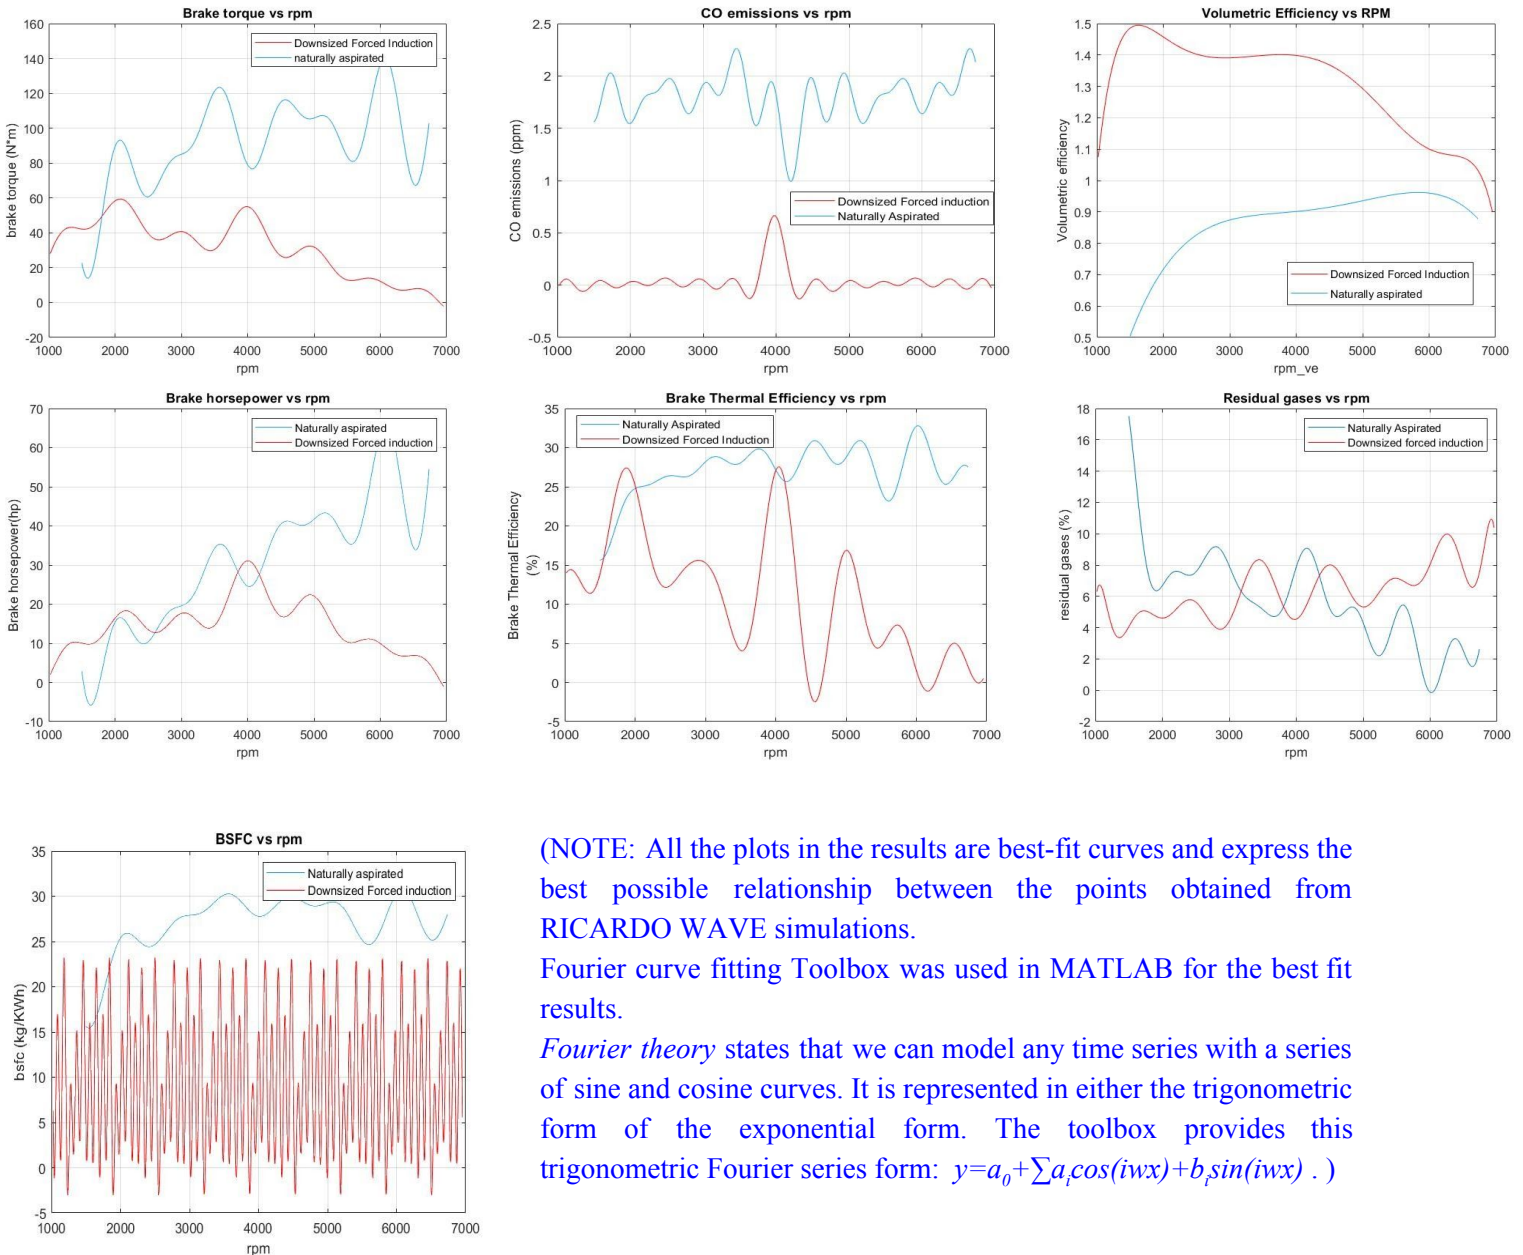 Brake torque vs rpm
160
140
120
100
80
60
40
20
0
-20
brake torque (N*m)
Downsized Forced Induction
naturally aspirated
1000 2000 3000 4000 5000 6000 7000
rpm
CO emissions vs rpm
2.5
2
1.5
1
0.5
0
-0.5
CO emissions (ppm)
Downsized Forced induction
Naturally Aspirated
1000 2000 3000 4000 5000 6000 7000
rpm
Volumetric Efficiency vs RPM
1.5
1.4
1.3
1.2
1.1
1
0.9
0.8
0.7
0.6
0.5
Volumetric efficiency
Downsized Forced Induction
Naturally aspirated
1000 2000 3000 4000 5000 6000 7000
rpm_ve
Brake horsepower vs rpm
70
60
50
40
30
20
10
0
-10
Brake horsepower(hp)
Naturally aspirated
Downsized Forced induction
1000 2000 3000 4000 5000 6000 7000
rpm
Brake Thermal Efficiency vs rpm
35
30
25
20
15
10
5
0
-5
Brake Thermal Efficiency
(%)
Naturally Aspirated
Downsized Forced Induction
1000 2000 3000 4000 5000 6000 7000
rpm
Residual gases vs rpm
18
16
14
12
10
8
6
4
2
0
-2
residual gases (%)
Naturally Aspirated
Downsized forced induction
1000 2000 3000 4000 5000 6000 7000
rpm
BSFC vs rpm
35
30
25
20
15
10
5
0
-5
bsfc (kg/KWh)
Naturally aspirated
Downsized Forced induction
1000 2000 3000 4000 5000 6000 7000
rpm
(NOTE: All the plots in the results are best-fit curves and express the
best possible relationship between the points obtained from
RICARDO WAVE simulations.
Fourier curve fitting Toolbox was used in MATLAB for the best fit
results.
Fourier theory states that we can model any time series with a series
of sine and cosine curves. It is represented in either the trigonometric
form of the exponential form. The toolbox provides this
trigonometric Fourier series form: y=a₀+∑aᵢcos(iwx)+bᵢsin(iwx) . )